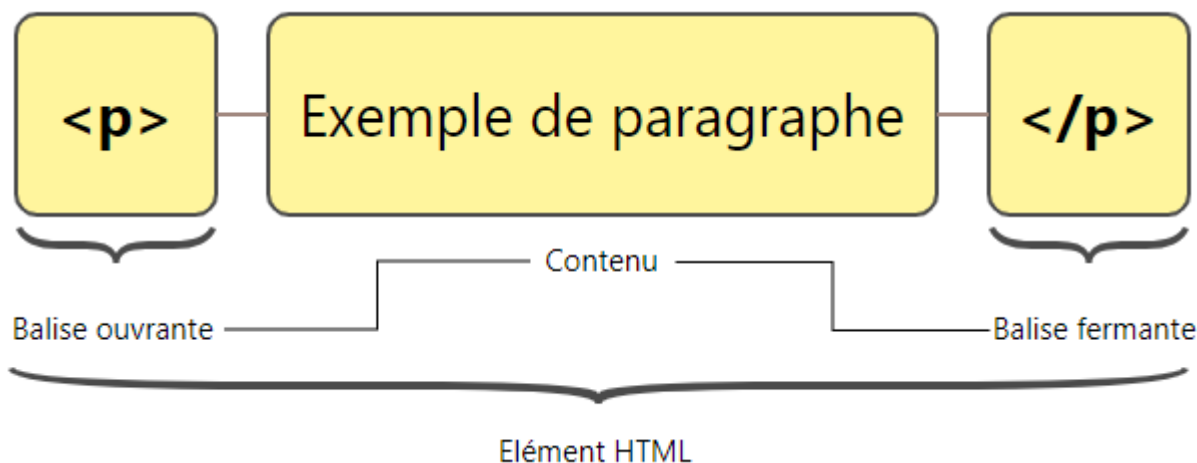 <p> Exemple de paragraphe </p>
Contenu
Balise ouvrante Balise fermante
Elément HTML